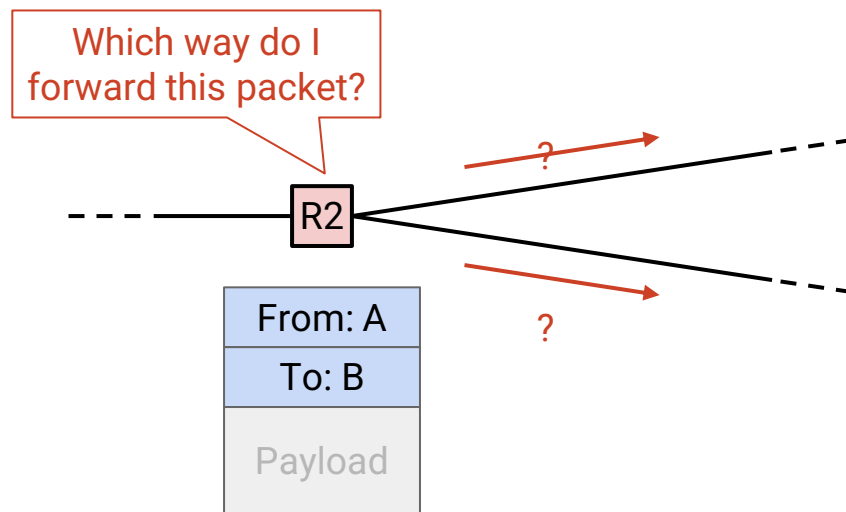 Which way do I
forward this packet?
?
R2
?
From: A
To: B
Payload